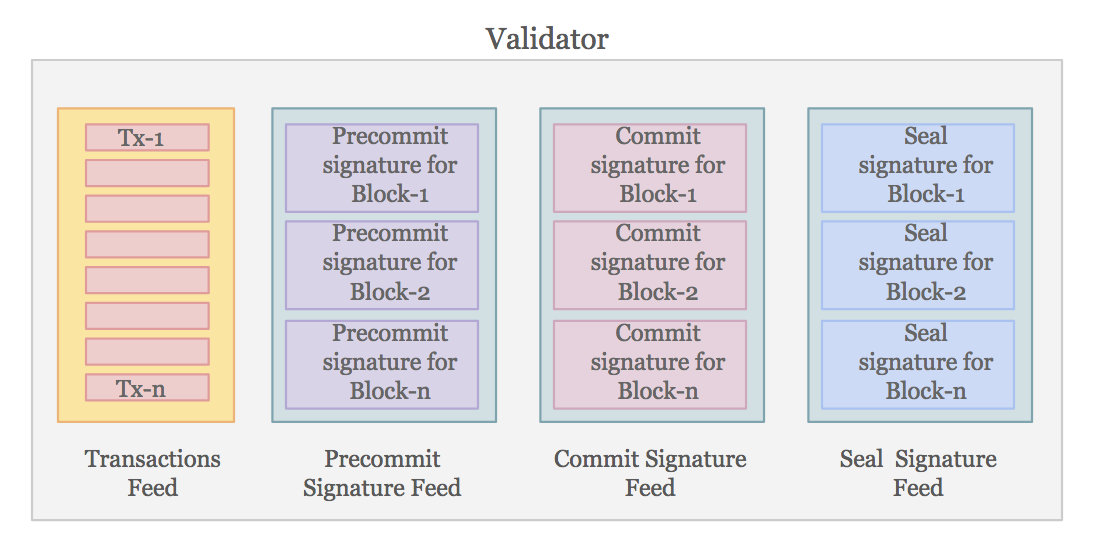 Validator
Tx-1
Tx-n
Transactions
Feed
Precommit
signature for
Block-1
Precommit
signature for
Block-2
Precommit
signature for
Block-n
Precommit
Signature Feed
Commit
signature for
Block-1
Commit
signature for
Block-2
Commit
signature for
Block-n
Commit Signature
Feed
Seal
signature for
Block-1
Seal
signature for
Block-2
Seal
signature for
Block-n
Seal  Signature
Feed